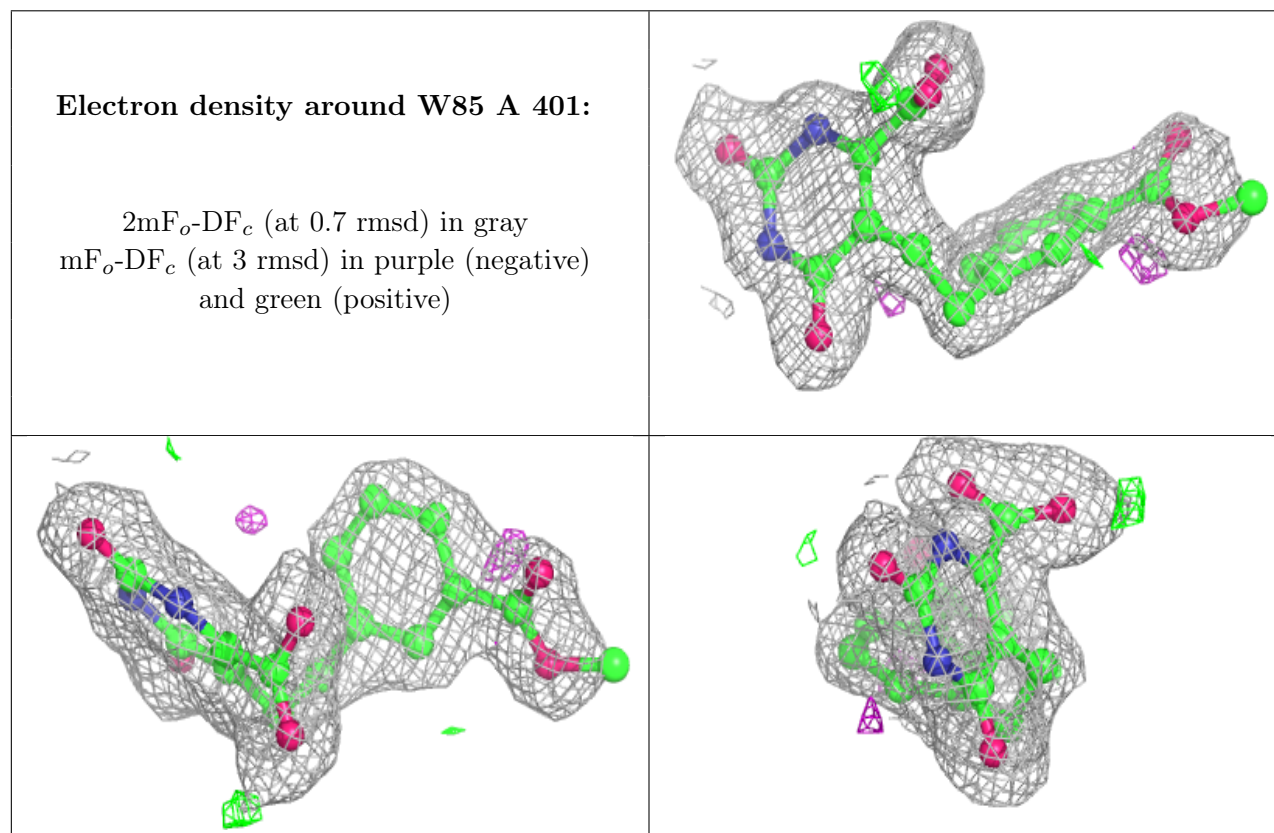 Electron density around W85 A 401:
2mFo-DFc (at 0.7 rmsd) in gray
mFo-DFc (at 3 rmsd) in purple (negative)
and green (positive)